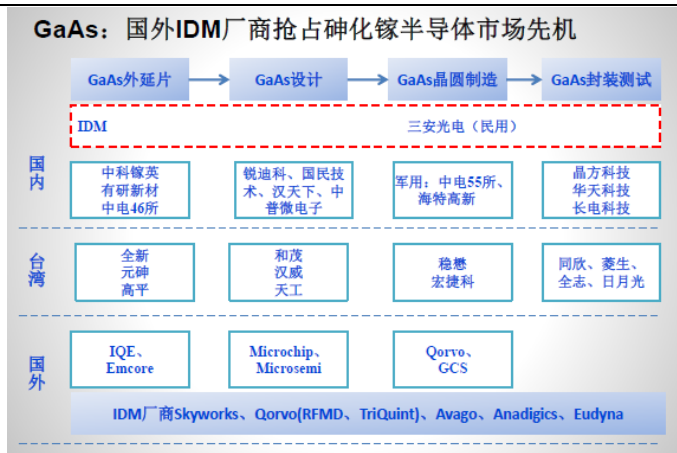 GaAs：国外IDM厂商抢占砷化镓半导体市场先机
GaAs外延片
GaAs设计
GaAs晶圆制造
GaAs封装测试
IDM
三安光电（民用）
国内
中科镓英
有研新材
中电46所
锐迪科、国民技
术、汉天下、中
普微电子
军用：中电55所、
海特高新
晶方科技
华天科技
长电科技
台湾
全新
元砷
高平
和茂
汉威
天工
稳懋
宏捷科
同欣、菱生、
全志、日月光
国外
IQE、
Emcore
Microchip、
Microsemi
Qorvo、
GCS
IDM厂商Skyworks、Qorvo(RFMD、TriQuint)、Avago、Anadigics、Eudyna